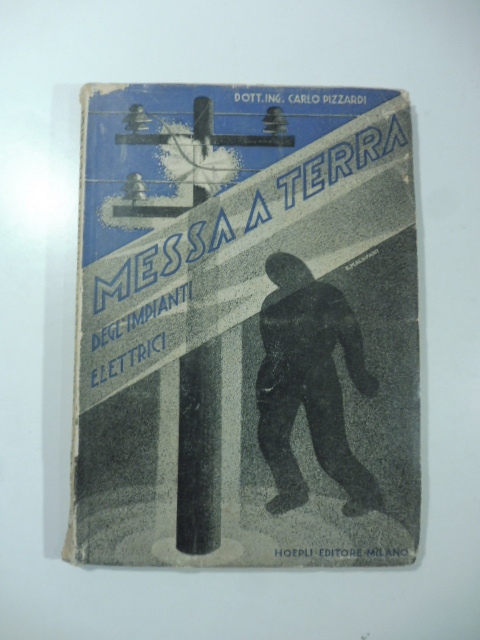 DOTT. ING. CARLO PIZZARDI
MESSA A TERRA
DEGL'IMPIANTI
ELETTRICI
HOEPLI-EDITORE-MILANO